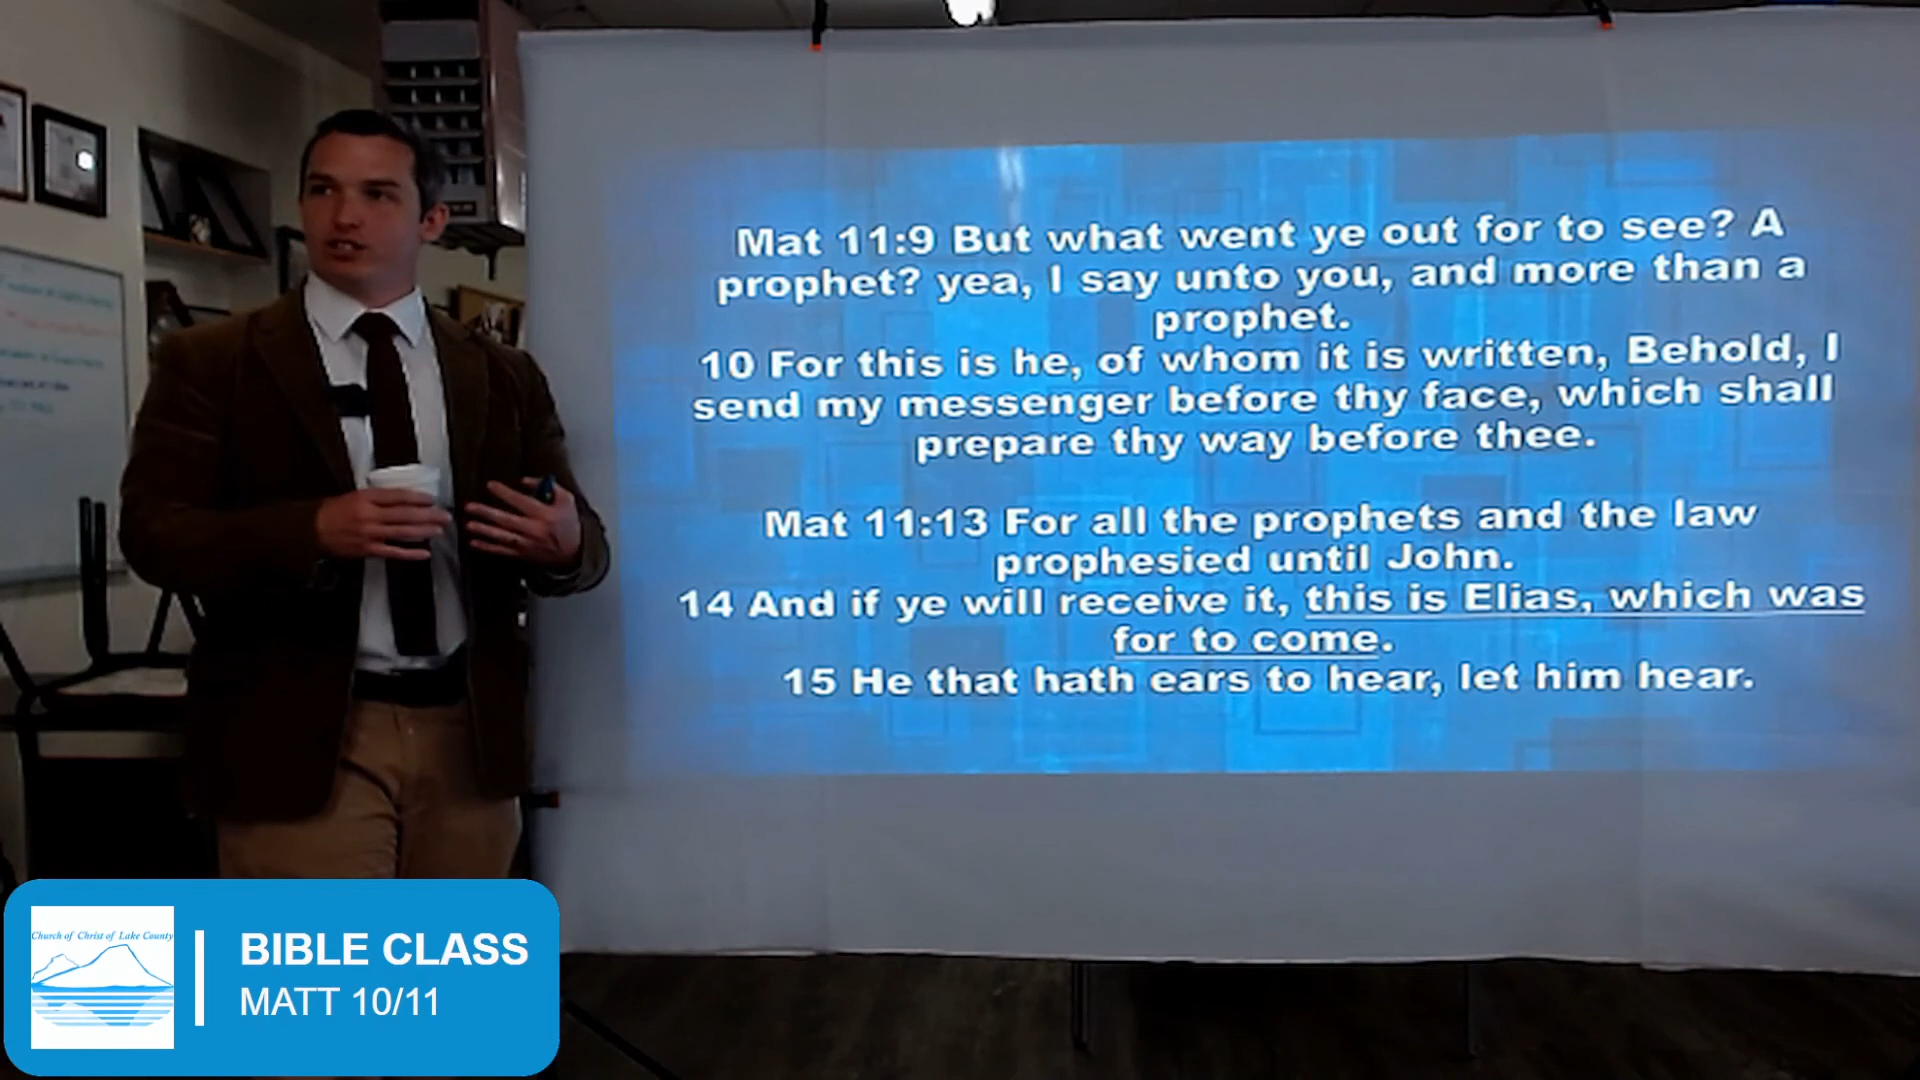 Mat 11:9 But what went ye out for to see? A
prophet? yea, I say unto you, and more than a
prophet.
10 For this is he, of whom it is written, Behold, I
send my messenger before thy face, which shall
prepare thy way before thee.
Mat 11:13 For all the prophets and the law
prophesied until John.
14 And if ye will receive it, this is Elias, which was
for to come.
15 He that hath ears to hear, let him hear.
Church of Christ of Lake County
BIBLE CLASS
MATT 10/11